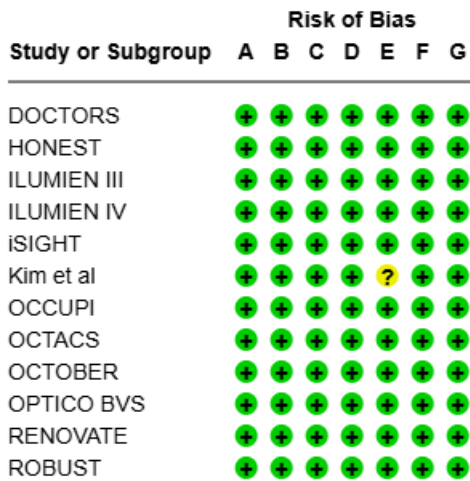 Risk of Bias
Study or Subgroup A B C D E F G
DOCTORS + + + + + + +
HONEST + + + + + + +
ILUMIEN III + + + + + + +
ILUMIEN IV + + + + + + +
iSIGHT + + + + + + +
Kim et al + + + + ? + +
OCCUPI + + + + + + +
OCTACS + + + + + + +
OCTOBER + + + + + + +
OPTICO BVS + + + + + + +
RENOVATE + + + + + + +
ROBUST + + + + + + +